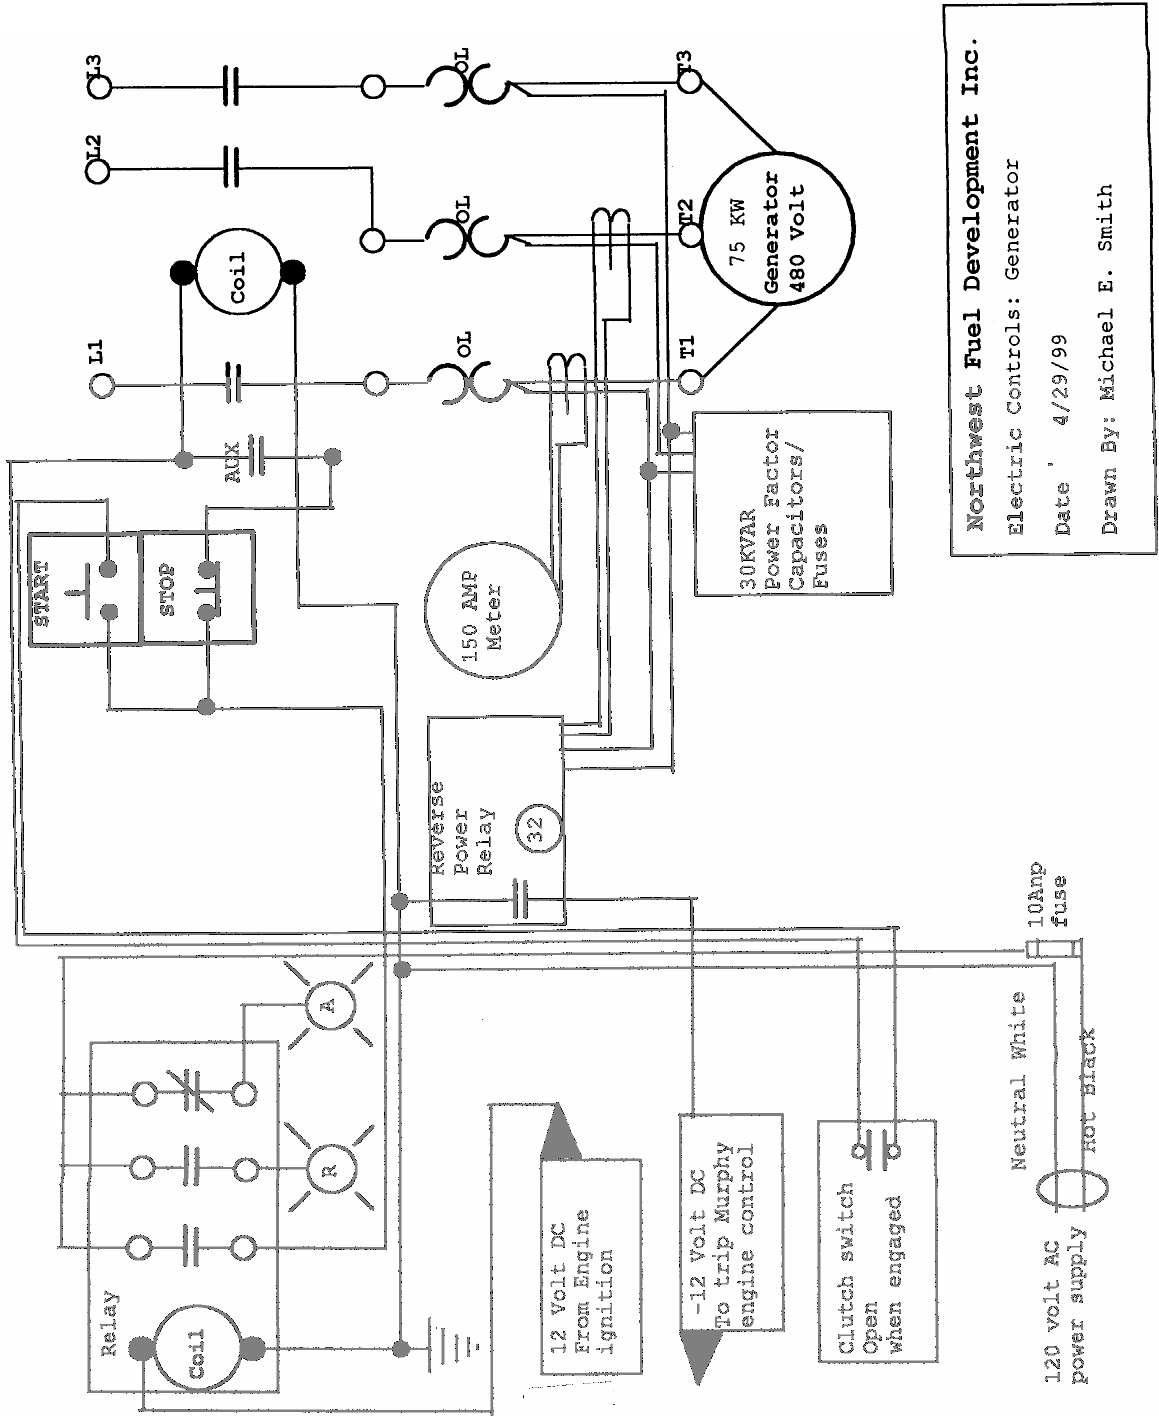 L3
L2
L1
OL
OL
OL
T3
T2
T1
75 KW
Generator
480 Volt
Coil
AUX
START
STOP
150 AMP
Meter
30KVAR
Power Factor
Capacitors/
Fuses
Reverse
Power
Relay
32
A
R
Relay
Coil
12 Volt DC
From Engine
ignition
-12 Volt DC
To trip Murphy
engine control
Clutch switch
Open
when engaged
10Anp
fuse
Neutral White
Hot Black
120 volt AC
power supply
Northwest Fuel Development Inc.
Electric Controls: Generator
Date ' 4/29/99
Drawn By: Michael E. Smith